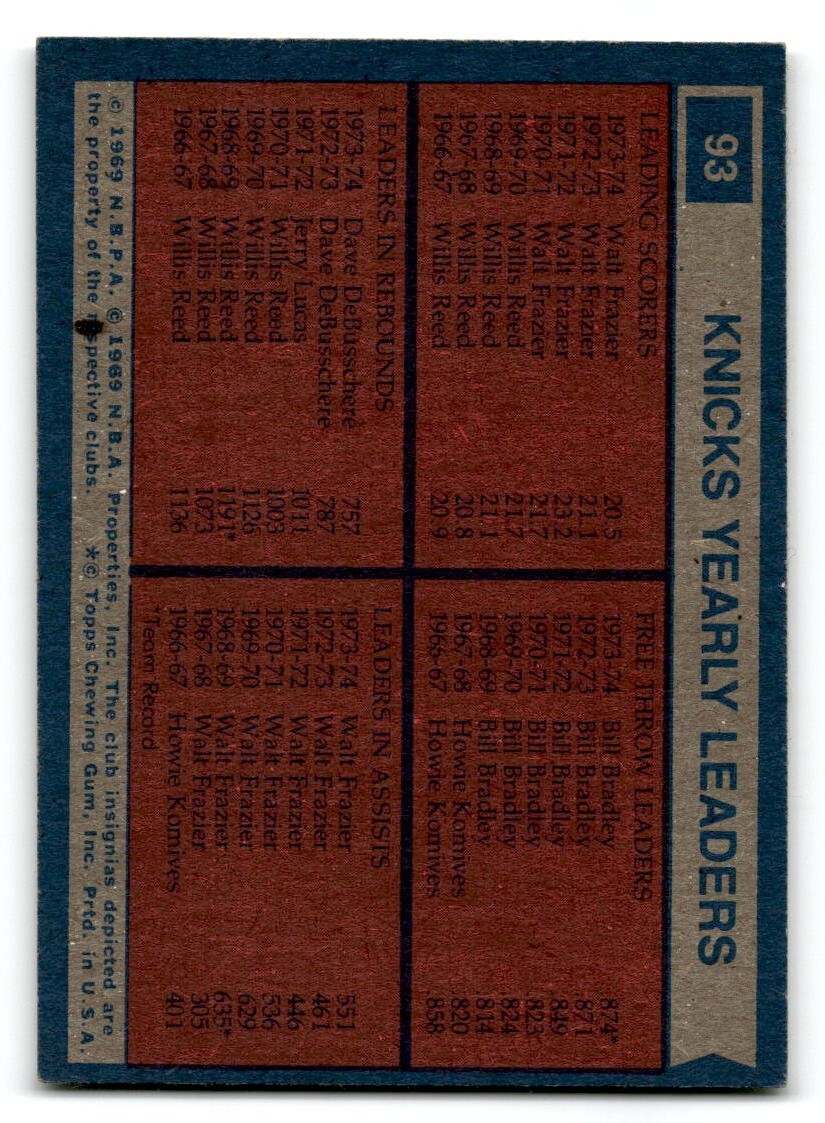 93
KNICKS YEARLY LEADERS
LEADING SCORERS
1973-74 Walt Frazier 20.5
1972-73 Walt Frazier 21.1
1971-72 Walt Frazier 23.2
1970-71 Walt Frazier 21.7
1969-70 Willis Reed 21.7
1968-69 Willis Reed 21.1
1967-68 Willis Reed 20.8
1966-67 Willis Reed 20.9
FREE THROW LEADERS
1973-74 Bill Bradley .874*
1972-73 Bill Bradley .871
1971-72 Bill Bradley .849
1970-71 Bill Bradley .823
1969-70 Bill Bradley .824
1968-69 Bill Bradley .814
1967-68 Howie Komives .820
1966-67 Howie Komives .858
LEADERS IN REBOUNDS
1973-74 Dave DeBusschere 757
1972-73 Dave DeBusschere 787
1971-72 Jerry Lucas 1011
1970-71 Willis Reed 1003
1969-70 Willis Reed 1126
1968-69 Willis Reed 1191*
1967-68 Willis Reed 1073
1966-67 Willis Reed 1136
LEADERS IN ASSISTS
1973-74 Walt Frazier 551
1972-73 Walt Frazier 461
1971-72 Walt Frazier 446
1970-71 Walt Frazier 536
1969-70 Walt Frazier 629
1968-69 Walt Frazier 635*
1967-68 Walt Frazier 305
1966-67 Howie Komives 401
*Team Record
© 1969 N.B.P.A. © 1969 N.B.A. Properties, Inc. The club insignias depicted are
the property of the respective clubs. *© Topps Chewing Gum, Inc. Prtd. in U.S.A.